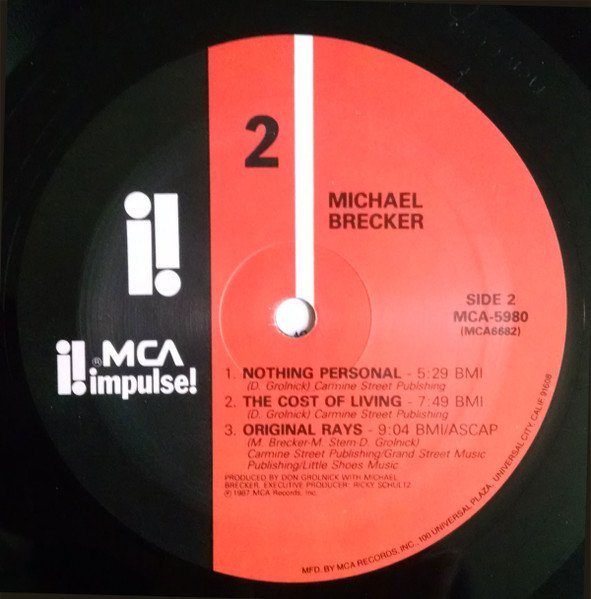 2
MICHAEL
BRECKER
i!
SIDE 2
MCA-5980
(MCA6682)
i! ® MCA
impulse!
1. NOTHING PERSONAL - 5:29 BMI
(D. Grolnick) Carmine Street Publishing
2. THE COST OF LIVING - 7:49 BMI
(D. Grolnick) Carmine Street Publishing
3. ORIGINAL RAYS - 9:04 BMI/ASCAP
(M. Brecker-M. Stern-D. Grolnick)
Carmine Street Publishing/Grand Street Music
Publishing/Little Shoes Music.
PRODUCED BY DON GROLNICK WITH MICHAEL
BRECKER, EXECUTIVE PRODUCER: RICKY SCHULTZ
℗ 1987 MCA Records, Inc.
MFD. BY MCA RECORDS, INC., 100 UNIVERSAL PLAZA, UNIVERSAL CITY, CALIF 91608